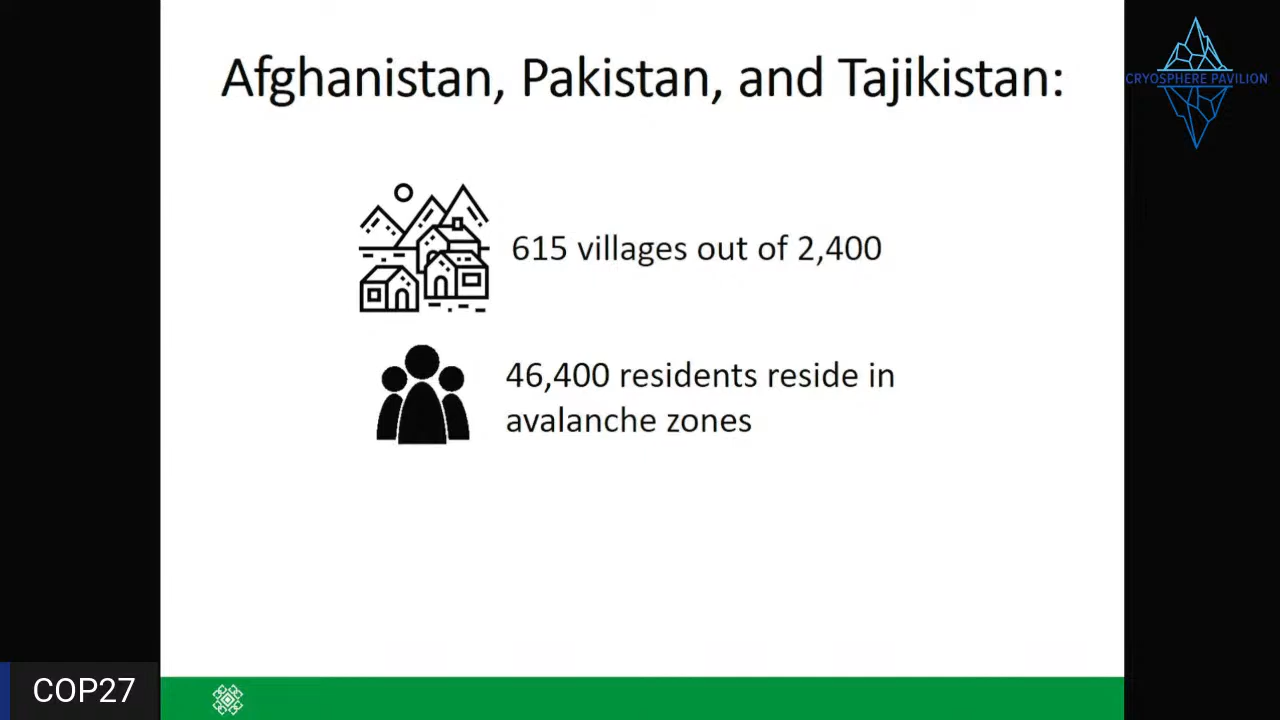 Afghanistan, Pakistan, and Tajikistan:
CRYOSPHERE PAVILION
615 villages out of 2,400
46,400 residents reside in
avalanche zones
COP27